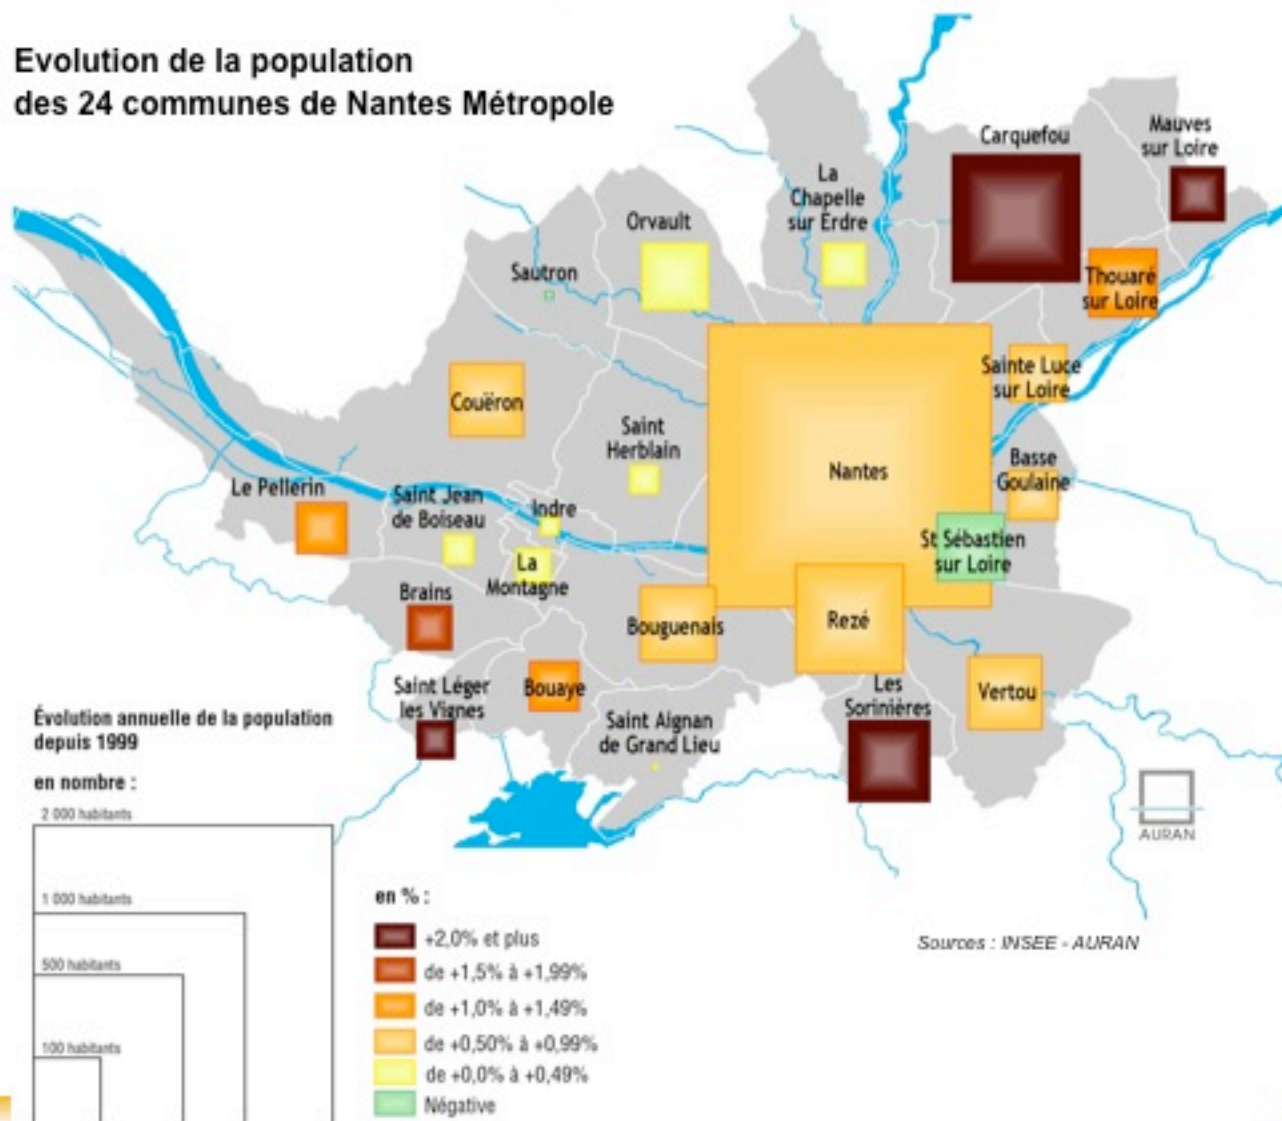 Evolution de la population
des 24 communes de Nantes Métropole
Carquefou
Mauves
sur Loire
La
Chapelle
sur Erdre
Orvault
Sautron
Thouaré
sur Loire
Sainte Luce
sur Loire
Couëron
Saint
Herblain
Nantes
Basse
Goulaine
Le Pellerin
Saint Jean
de Boiseau
Indre
St Sébastien
sur Loire
La
Montagne
Brains
Bouguenais
Rezé
Saint Léger
les Vignes
Bouaye
Les
Sorinières
Vertou
Saint Aignan
de Grand Lieu
Évolution annuelle de la population
depuis 1999
en nombre :
2 000 habitants
1 000 habitants
500 habitants
100 habitants
en % :
+2,0% et plus
de +1,5% à +1,99%
de +1,0% à +1,49%
de +0,50% à +0,99%
de +0,0% à +0,49%
Négative
AURAN
Sources : INSEE - AURAN